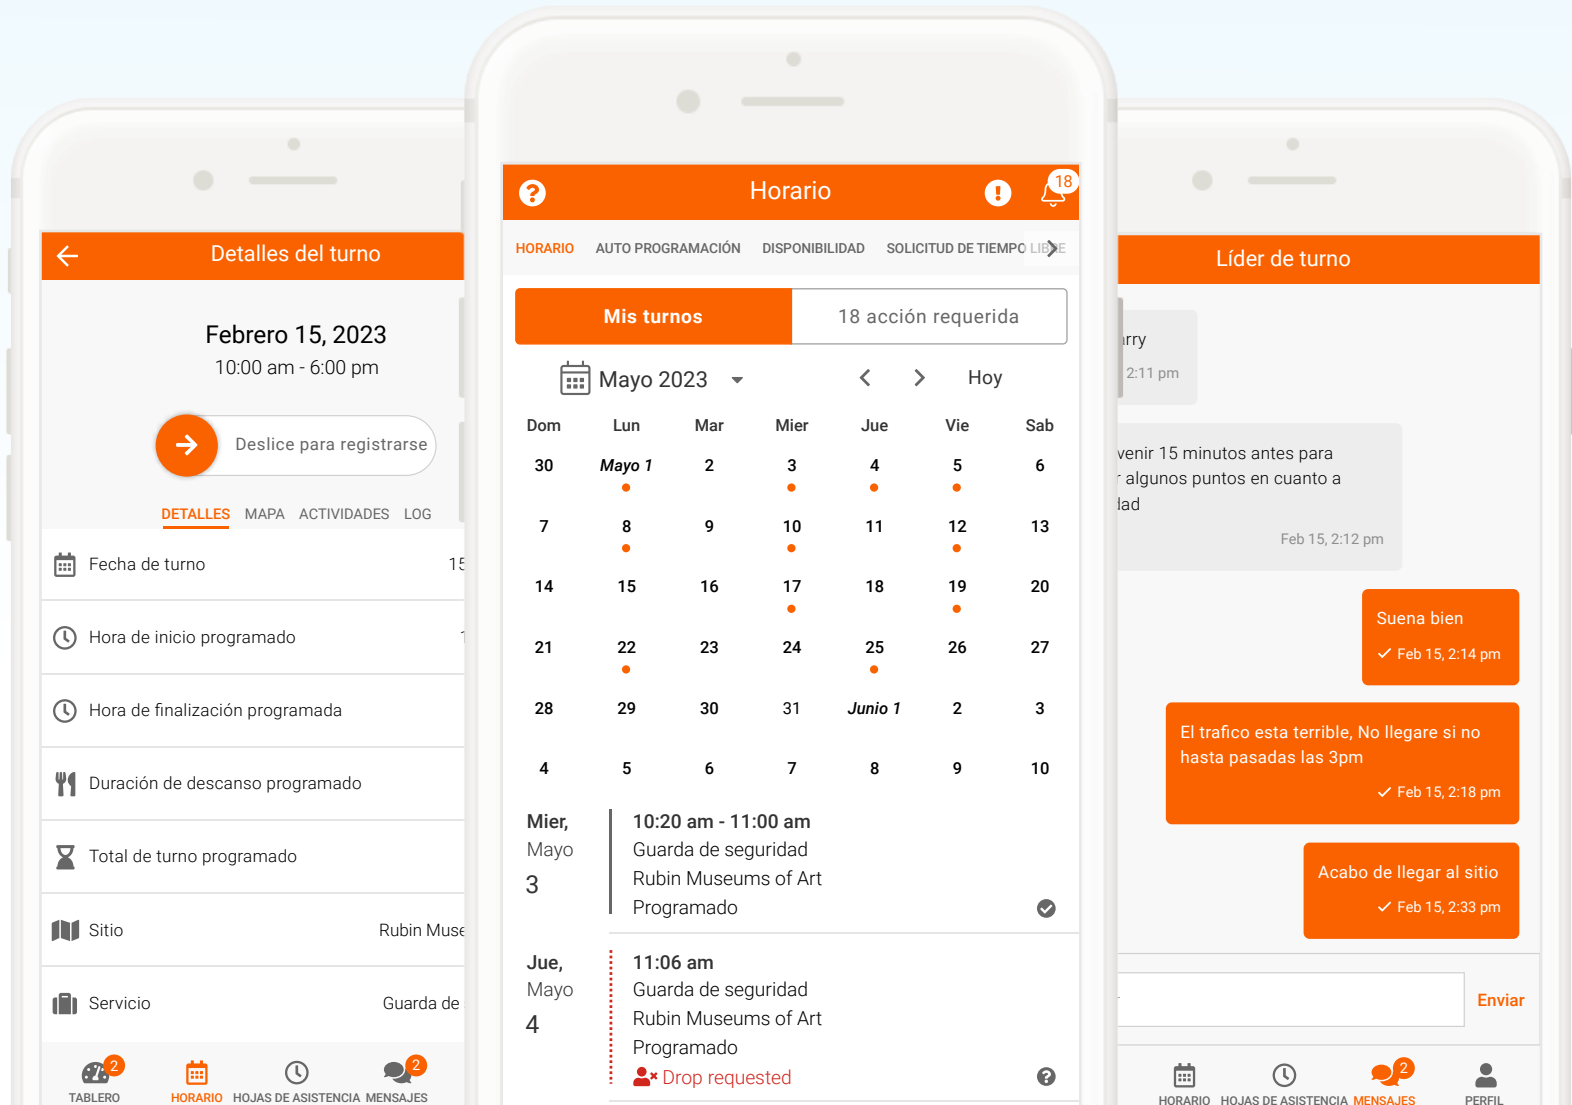 Detalles del turno
Febrero 15, 2023
10:00 am - 6:00 pm
Deslice para registrarse
DETALLES MAPA ACTIVIDADES LOG
Fecha de turno 15
Hora de inicio programado
Hora de finalización programada
Duración de descanso programado
Total de turno programado
Sitio Rubin
Servicio Guarda de
2 2
TABLERO HORARIO HOJAS DE ASISTENCIA MENSAJES
Horario 18
HORARIO AUTO PROGRAMACIÓN DISPONIBILIDAD SOLICITUD DE TIEMPO LIBRE
Mis turnos 18 acción requerida
Mayo 2023 Hoy
Dom Lun Mar Mier Jue Vie Sab
30 Mayo 1 2 3 4 5 6
7 8 9 10 11 12 13
14 15 16 17 18 19 20
21 22 23 24 25 26 27
28 29 30 31 Junio 1 2 3
4 5 6 7 8 9 10
Mier, 10:20 am - 11:00 am
Mayo Guarda de seguridad
3 Rubin Museums of Art
Programado
Jue, 11:06 am
Mayo Guarda de seguridad
4 Rubin Museums of Art
Programado
Drop requested
Líder de turno
rry
2:11 pm
venir 15 minutos antes para
algunos puntos en cuanto a
dad
Feb 15, 2:12 pm
Suena bien
Feb 15, 2:14 pm
El trafico esta terrible, No llegare si no
hasta pasadas las 3pm
Feb 15, 2:18 pm
Acabo de llegar al sitio
Feb 15, 2:33 pm
Enviar
2
HORARIO HOJAS DE ASISTENCIA MENSAJES PERFIL